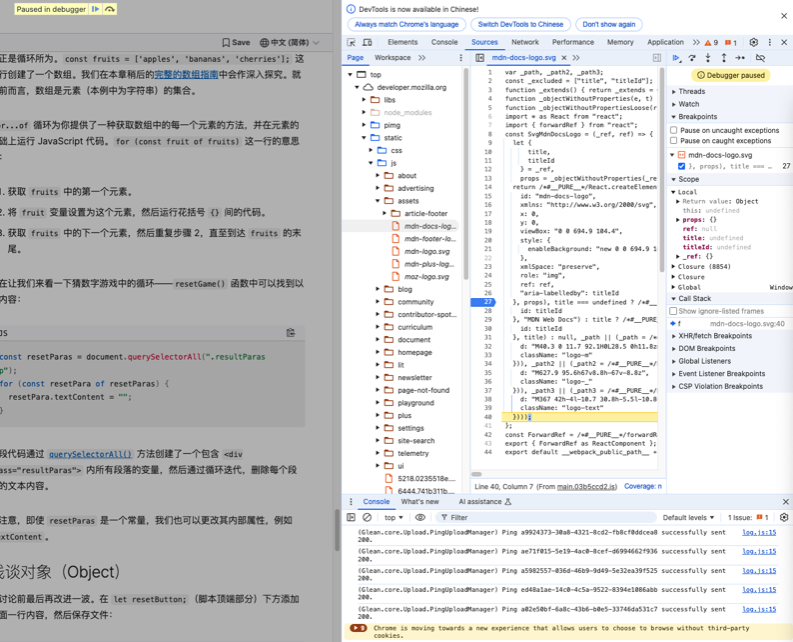 Paused in debugger
Save
中文 (简体)
正是循环所为。const fruits = ['apples', 'bananas', 'cherries']; 这
行创建了一个数组。我们在本章稍后的完整的数组指南中会作深入探究。就
前而言，数组是元素（本例中为字符串）的集合。
r...of 循环为你提供了一种获取数组中的每一个元素的方法，并在元素的
础上运行 JavaScript 代码。for (const fruit of fruits) 这一行的意思
:
1. 获取 fruits 中的第一个元素。
2. 将 fruit 变量设置为这个元素，然后运行花括号 {} 间的代码。
3. 获取 fruits 中的下一个元素，然后重复步骤 2，直至到达 fruits 的末
尾。
在让我们来看一下猜数字游戏中的循环——resetGame() 函数中可以找到以
内容：
JS
const resetParas = document.querySelectorAll(".resultParas
p");
for (const resetPara of resetParas) {
resetPara.textContent = "";
}
段代码通过 querySelectorAll() 方法创建了一个包含 <div
ass="resultParas"> 内所有段落的变量，然后通过循环迭代，删除每个段
的文本内容。
注意，即使 resetParas 是一个常量，我们也可以更改其内部属性，例如
xtContent 。
浅谈对象（Object）
讨论前最后再改进一波。在 let resetButton;（脚本顶端部分）下方添加
面一行内容，然后保存文件：
DevTools is now available in Chinese!
Always match Chrome's language
Switch DevTools to Chinese
Don't show again
Elements
Console
Sources
Network
Performance
Memory
Application
9
1
Page
Workspace
top
developer.mozilla.org
libs
node_modules
pimg
static
css
js
about
advertising
assets
article-footer
mdn-docs-log...
mdn-footer-lo...
mdn-logo.svg
mdn-plus-log...
moz-logo.svg
blog
community
contributor-spot...
curriculum
document
homepage
lit
newsletter
page-not-found
playground
plus
settings
site-search
telemetry
ui
5218.0235518e....
6444.741b311b....
mdn-docs-logo.svg
1 var _path, _path2, _path3;
2 const _excluded = ["title", "titleId"];
3 function _extends() { return _extends =
4 function _objectWithoutProperties(e, t)
5 function _objectWithoutPropertiesLoose(r
6 import * as React from "react";
7 import { forwardRef } from "react";
8 const SvgMdnDocsLogo = (_ref, ref) => {
9 let {
10 title,
11 titleId
12 } = _ref,
13 props = _objectWithoutProperties(_re
14 return /*#__PURE__*/React.createElemen
15 id: "mdn-docs-logo",
16 xmlns: "http://www.w3.org/2000/svg",
17 x: 0,
18 y: 0,
19 viewBox: "0 0 694.9 104.4",
20 style: {
21 enableBackground: "new 0 0 694.9 1
22 },
23 xmlSpace: "preserve",
24 role: "img",
25 ref: ref,
26 "aria-labelledby": titleId
27 }, props), title === undefined ? /*#__
28 id: titleId
29 }, "MDN Web Docs") : title ? /*#__PURE
30 id: titleId
31 }, title) : null, _path || (_path = /*
32 d: "M40.3 0 11.7 92.1H0L28.5 0h11.8z
33 className: "logo-m"
34 })), _path2 || (_path2 = /*#__PURE__*/
35 d: "M627.9 95.6h67v8.8h-67v-8.8z",
36 className: "logo-_"
37 })), _path3 || (_path3 = /*#__PURE__*/
38 d: "M367 42h-4l-10.7 30.8h-5.5l-10.8
39 className: "logo-text"
40 })));
41 };
42 const ForwardRef = /*#__PURE__*/forwardR
43 export { ForwardRef as ReactComponent };
44 export default __webpack_public_path__ +
Line 40, Column 7
(From main.03b5ccd2.js)
Coverage: n
Debugger paused
Threads
Watch
Breakpoints
Pause on uncaught exceptions
Pause on caught exceptions
mdn-docs-logo.svg
}, props), title === ... 27
Scope
Local
Return value: Object
this: undefined
props: {}
ref: null
title: undefined
titleId: undefined
_ref: {}
Closure (8854)
Closure
Global
Window
Call Stack
Show ignore-listed frames
f
mdn-docs-logo.svg:40
XHR/fetch Breakpoints
DOM Breakpoints
Global Listeners
Event Listener Breakpoints
CSP Violation Breakpoints
Console
What's new
AI assistance
top
Filter
Default levels
1 Issue: 1
(Glean.core.Upload.PingUploadManager) Ping a9924373-30a8-4321-8cd2-fb8cf0ddcea8 successfully sent log.js:15
200.
(Glean.core.Upload.PingUploadManager) Ping ae71f015-5e19-4ac0-8cef-d6994662f936 successfully sent log.js:15
200.
(Glean.core.Upload.PingUploadManager) Ping a5982557-036d-46b9-9d49-5e32ea39f525 successfully sent log.js:15
200.
(Glean.core.Upload.PingUploadManager) Ping ed48a1ae-14c0-4c5a-9522-8394e1086abb successfully sent log.js:15
200.
(Glean.core.Upload.PingUploadManager) Ping a02e50bf-6a8c-43b6-b0e5-33746da531c7 successfully sent log.js:15
200.
9 Chrome is moving towards a new experience that allows users to choose to browse without third-party
cookies.